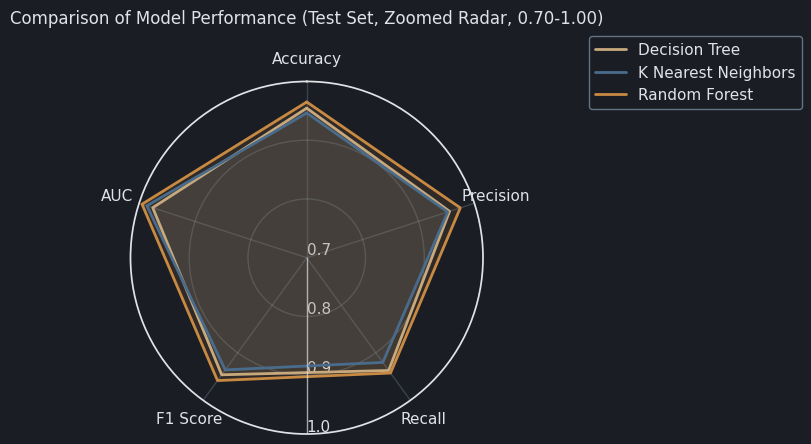 Comparison of Model Performance (Test Set, Zoomed Radar, 0.70-1.00)
Decision Tree
K Nearest Neighbors
Random Forest
Accuracy
AUC
Precision
0.7
0.8
0.9
F1 Score
Recall
1.0